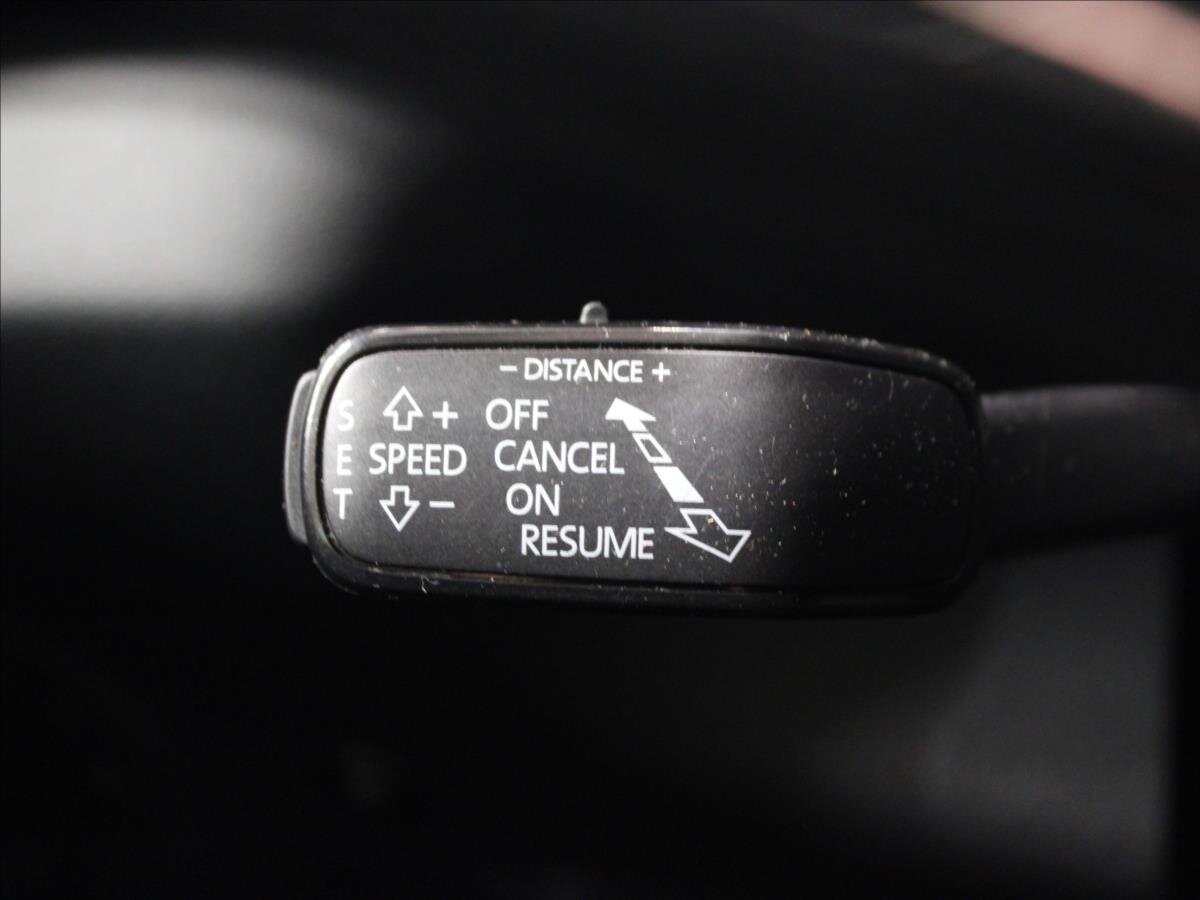 - DISTANCE +
S + OFF
E SPEED CANCEL
T - ON
RESUME